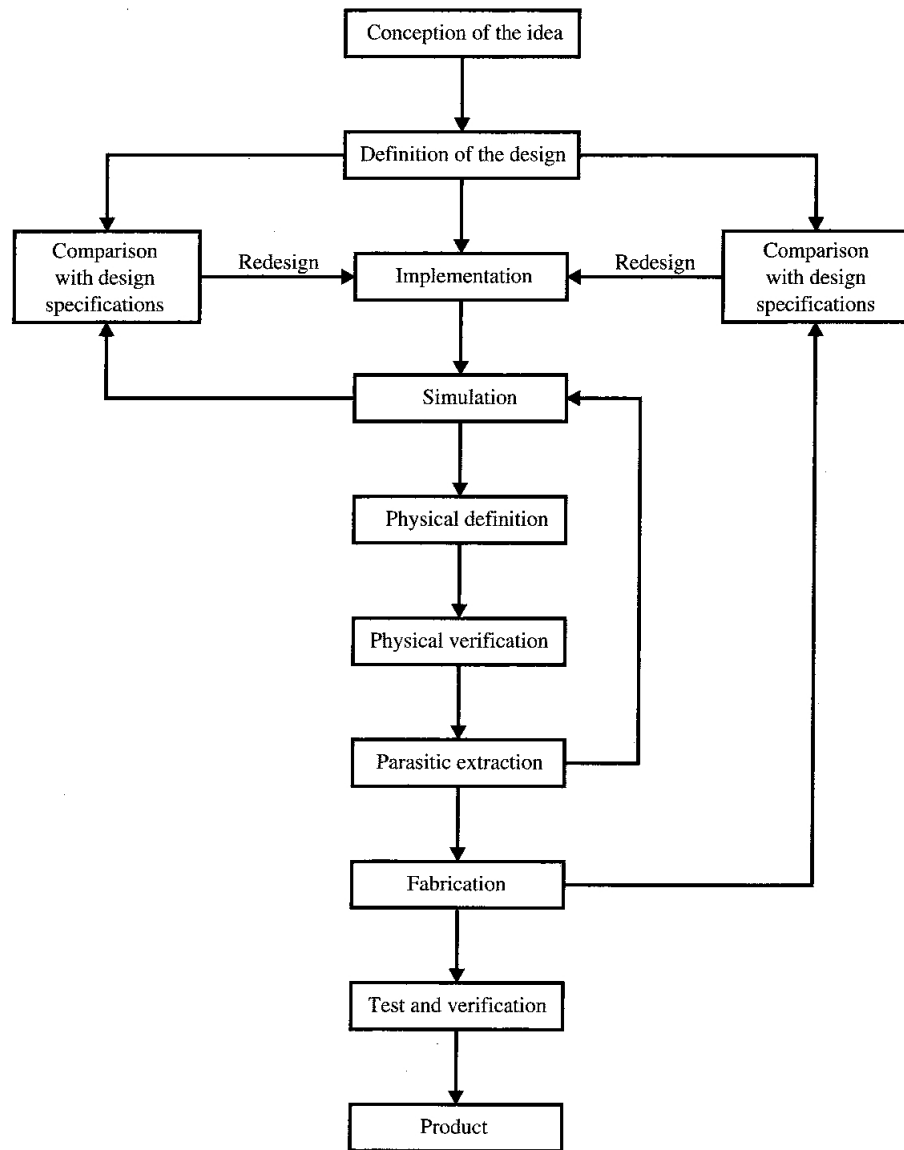 Conception of the idea
Definition of the design
Comparison
with design
specifications
Redesign
Implementation
Redesign
Comparison
with design
specifications
Simulation
Physical definition
Physical verification
Parasitic extraction
Fabrication
Test and verification
Product